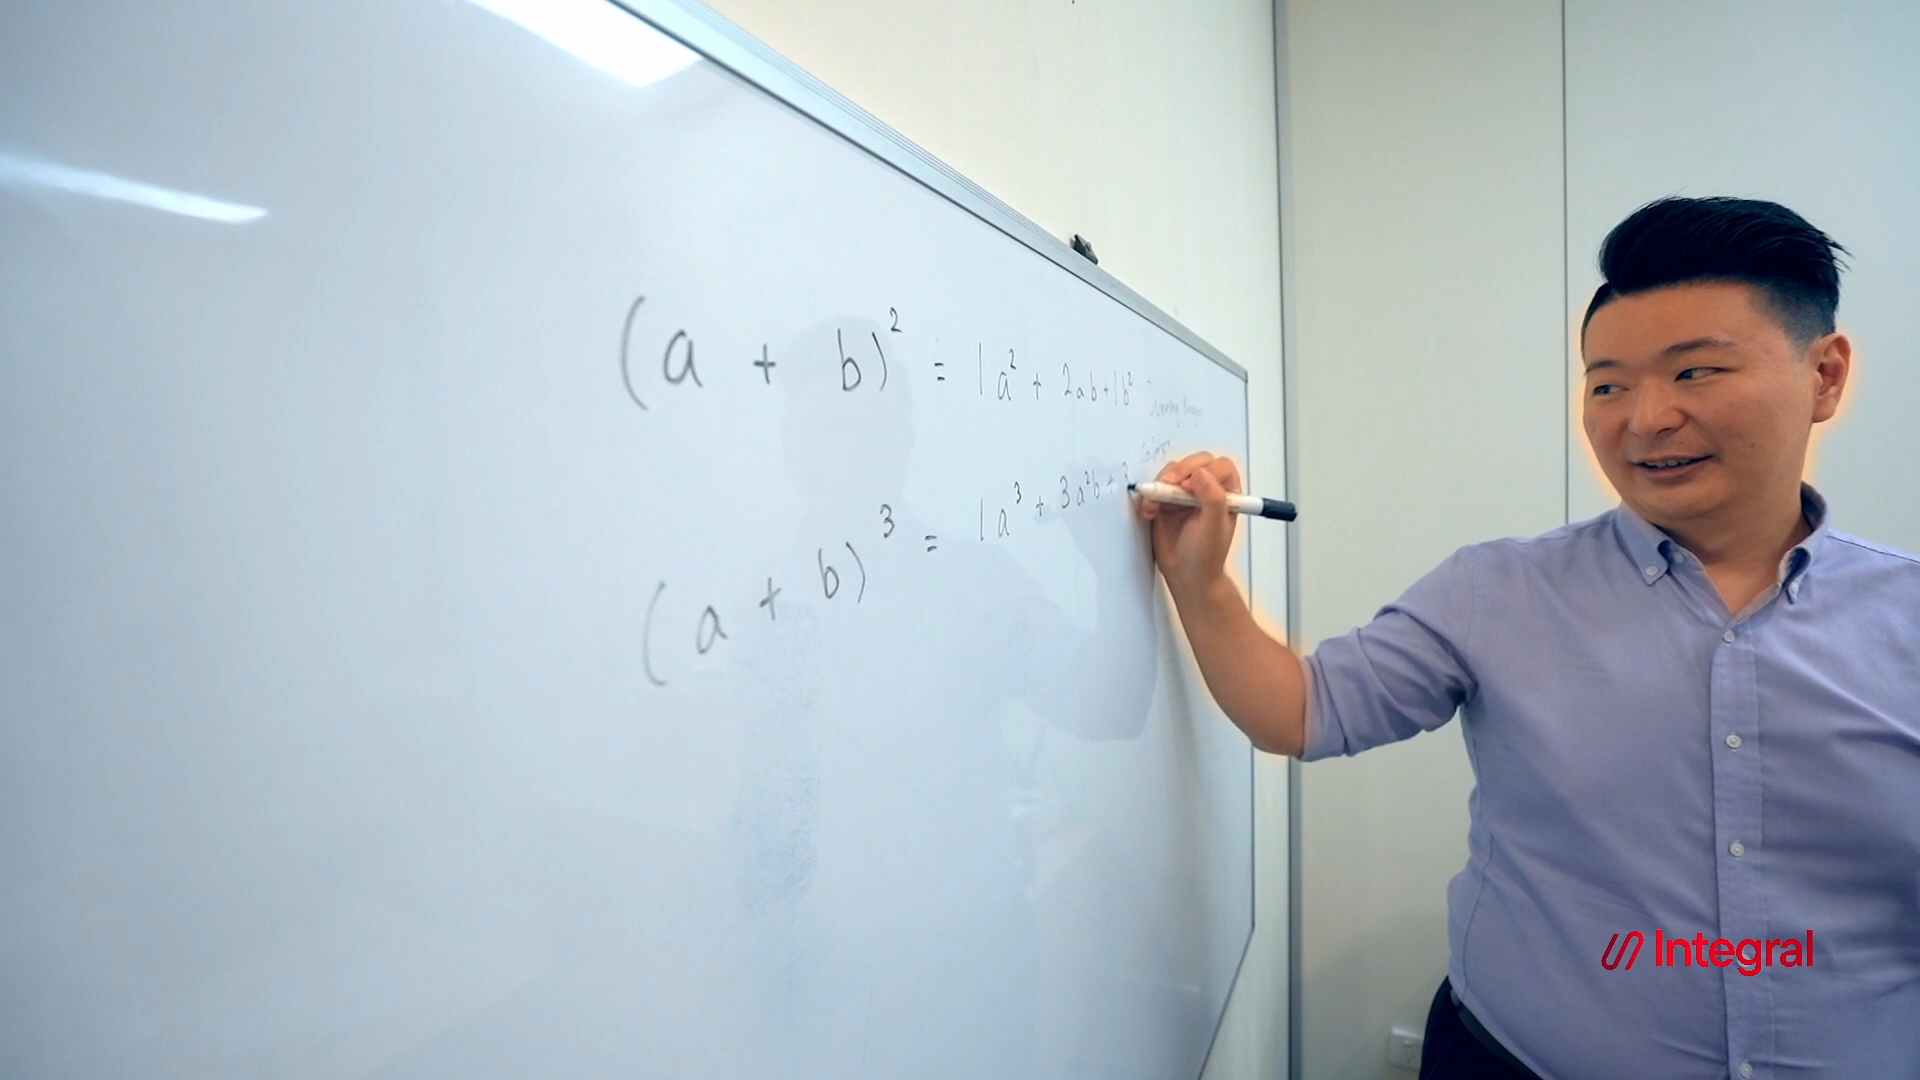 (a + b)² = 1a² + 2ab + 1b²
(a + b)³ = 1a³ + 3a²b + 3
Integral